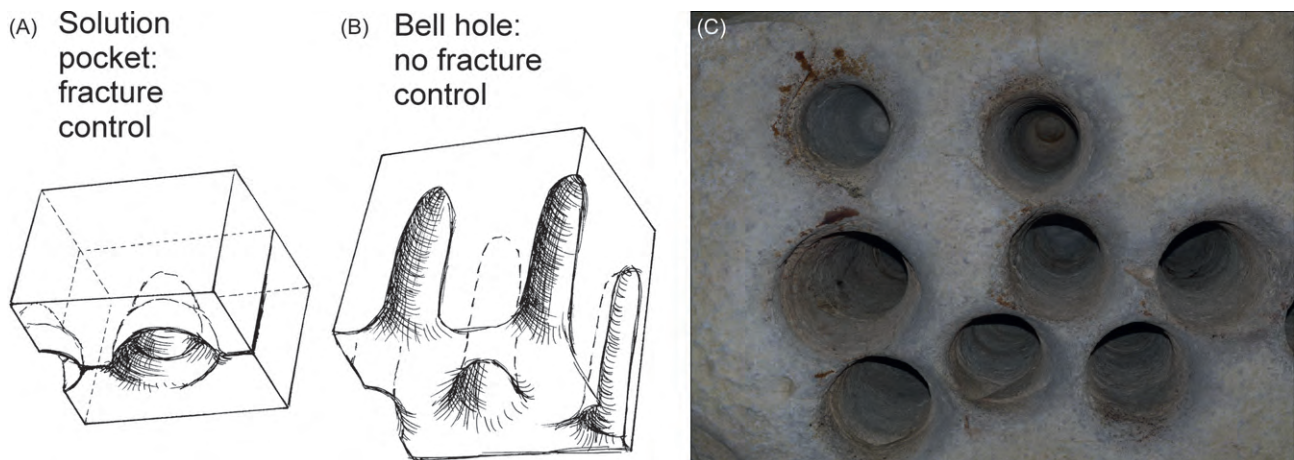 (A) Solution
pocket:
fracture
control
(B) Bell hole:
no fracture
control
(C)